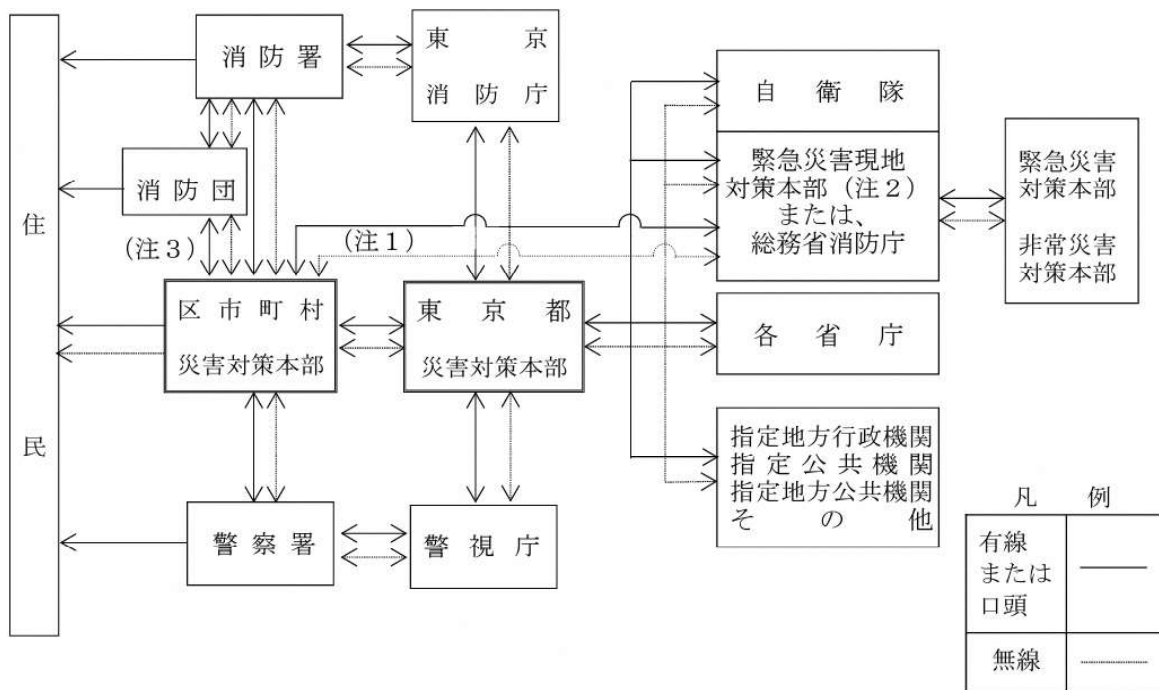 消防署
東京
消防庁
自衛隊
緊急災害現地
対策本部（注２）
または、
総務省消防庁
緊急災害
対策本部
非常災害
対策本部
消防団
住民
（注３）
（注１）
区市町村
災害対策本部
東京都
災害対策本部
各省庁
指定地方行政機関
指定公共機関
指定地方公共機関
その他
警察署
警視庁
凡例
有線
または
口頭
無線